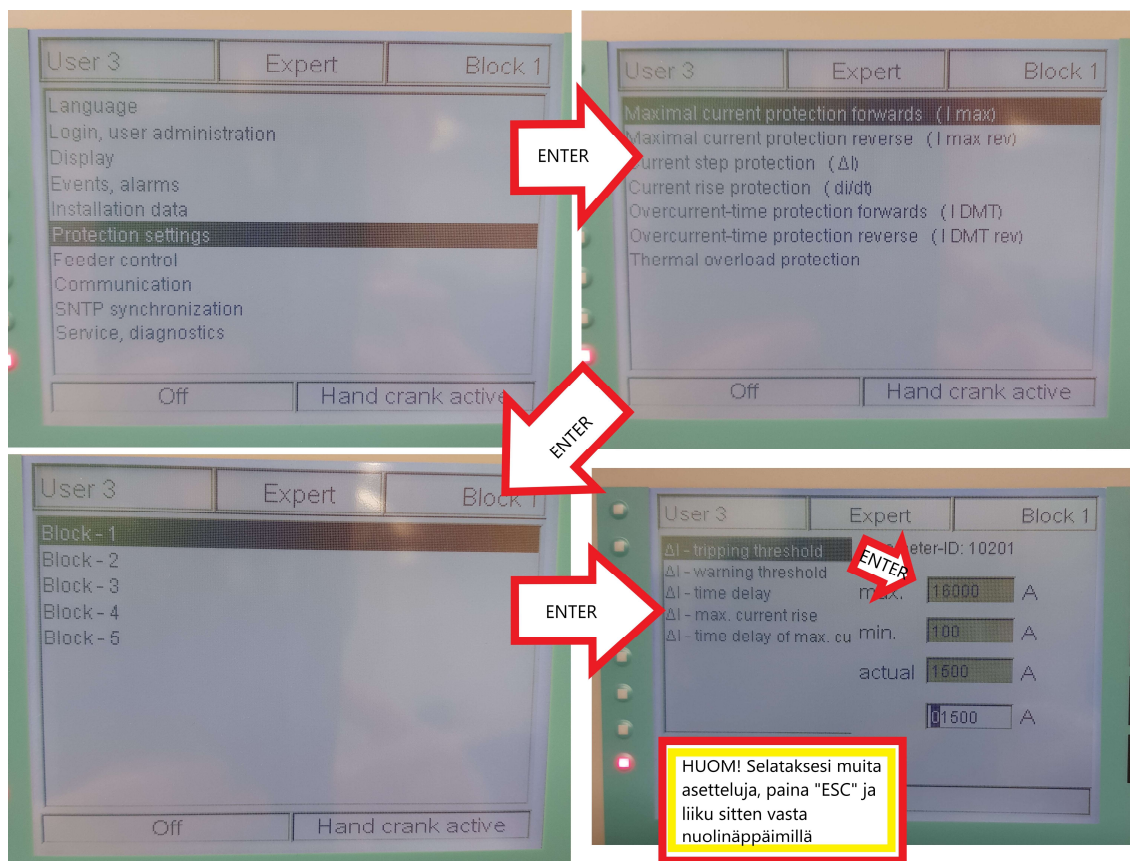 User 3
Expert
Block 1
Language
Login, user administration
Display
Events, alarms
Installation data
Protection settings
Feeder control
Communication
SNTP synchronization
Service, diagnostics
Off
Hand crank active
ENTER
User 3
Expert
Block 1
Maximal current protection forwards ( I max)
Maximal current protection reverse ( I max rev)
Current step protection ( ΔI)
Current rise protection ( di/dt)
Overcurrent-time protection forwards ( I DMT)
Overcurrent-time protection reverse ( I DMT rev)
Thermal overload protection
Off
Hand crank active
ENTER
User 3
Expert
Block 1
Block - 1
Block - 2
Block - 3
Block - 4
Block - 5
Off
Hand crank active
ENTER
User 3
Expert
Block 1
ΔI - tripping threshold
ΔI - warning threshold
ΔI - time delay
ΔI - max. current rise
ΔI - time delay of max. cu
eter-ID: 10201
ENTER
max. 16000 A
min. 100 A
actual 1500 A
01500 A
HUOM! Selataksesi muita
asetteluja, paina "ESC" ja
liiku sitten vasta
nuolinäppäimillä